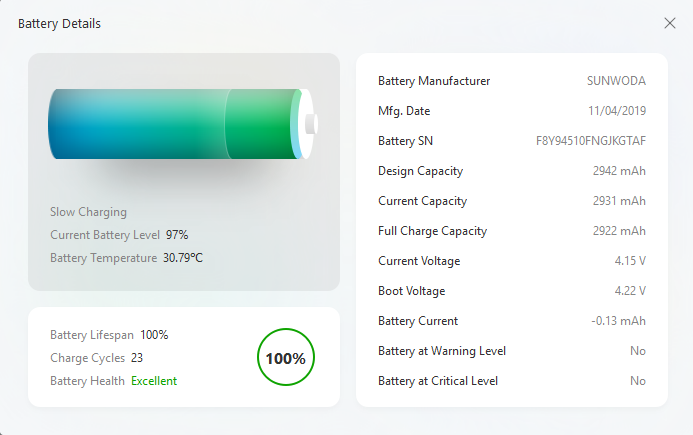 Battery Details
Slow Charging
Current Battery Level 97%
Battery Temperature 30.79°C
Battery Lifespan 100%
Charge Cycles 23
Battery Health Excellent
100%
Battery Manufacturer SUNWODA
Mfg. Date 11/04/2019
Battery SN F8Y94510FNGJKGTAF
Design Capacity 2942 mAh
Current Capacity 2931 mAh
Full Charge Capacity 2922 mAh
Current Voltage 4.15 V
Boot Voltage 4.22 V
Battery Current -0.13 mAh
Battery at Warning Level No
Battery at Critical Level No